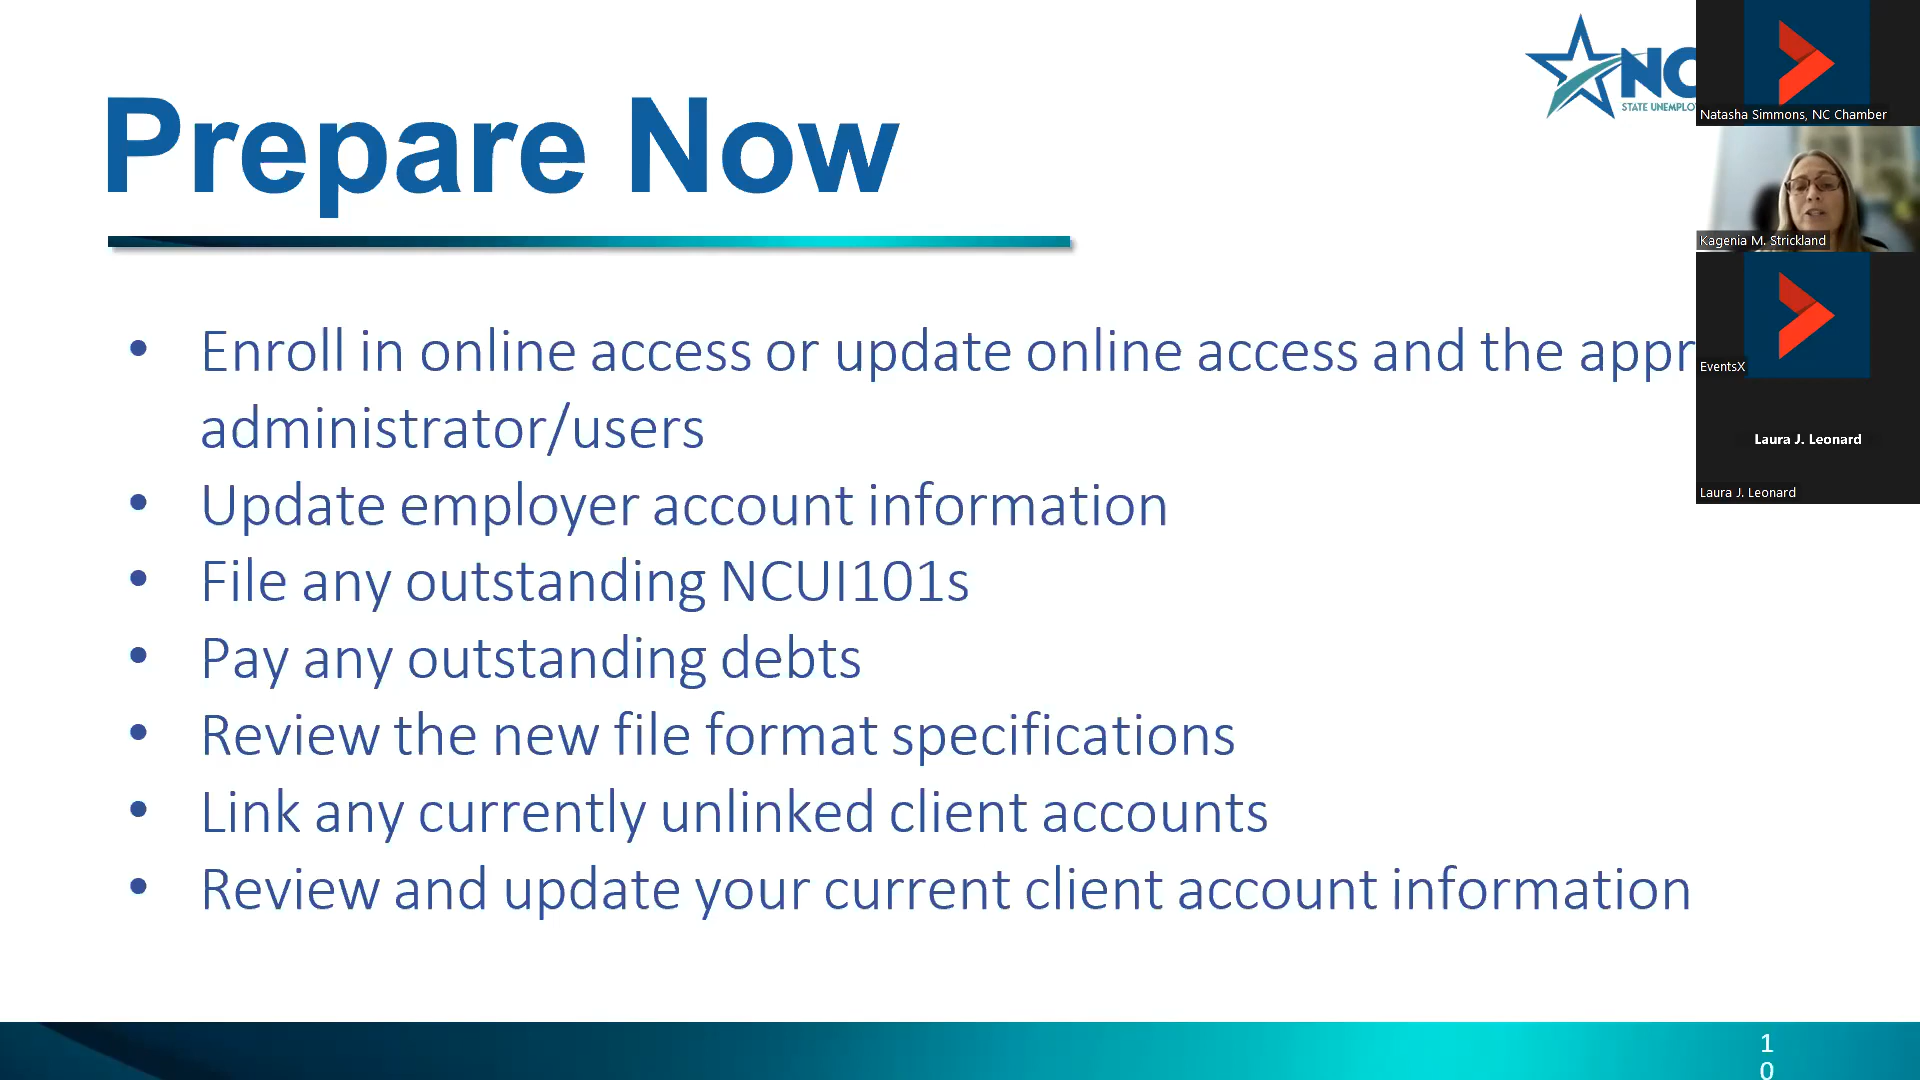 Prepare Now
NC
STATE UNEMPLO
Natasha Simmons, NC Chamber
Kagenia M. Strickland
EventsX
Laura J. Leonard
Laura J. Leonard
• Enroll in online access or update online access and the appr
administrator/users
• Update employer account information
• File any outstanding NCUI101s
• Pay any outstanding debts
• Review the new file format specifications
• Link any currently unlinked client accounts
• Review and update your current client account information
1
0